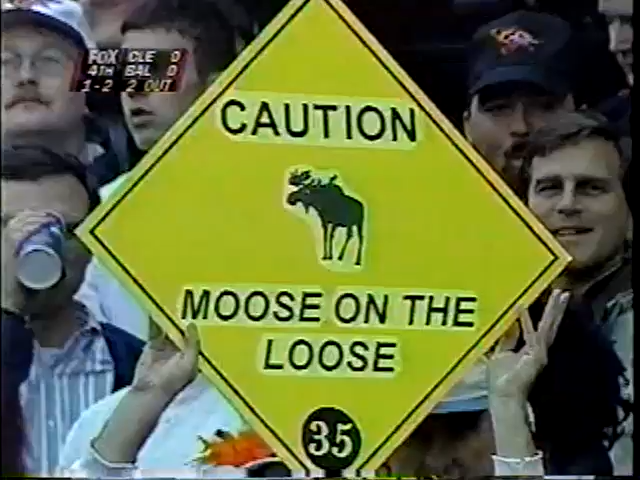 FOX CLE 0
4TH BAL 0
1-2 2 OUT
CAUTION
MOOSE ON THE
LOOSE
35